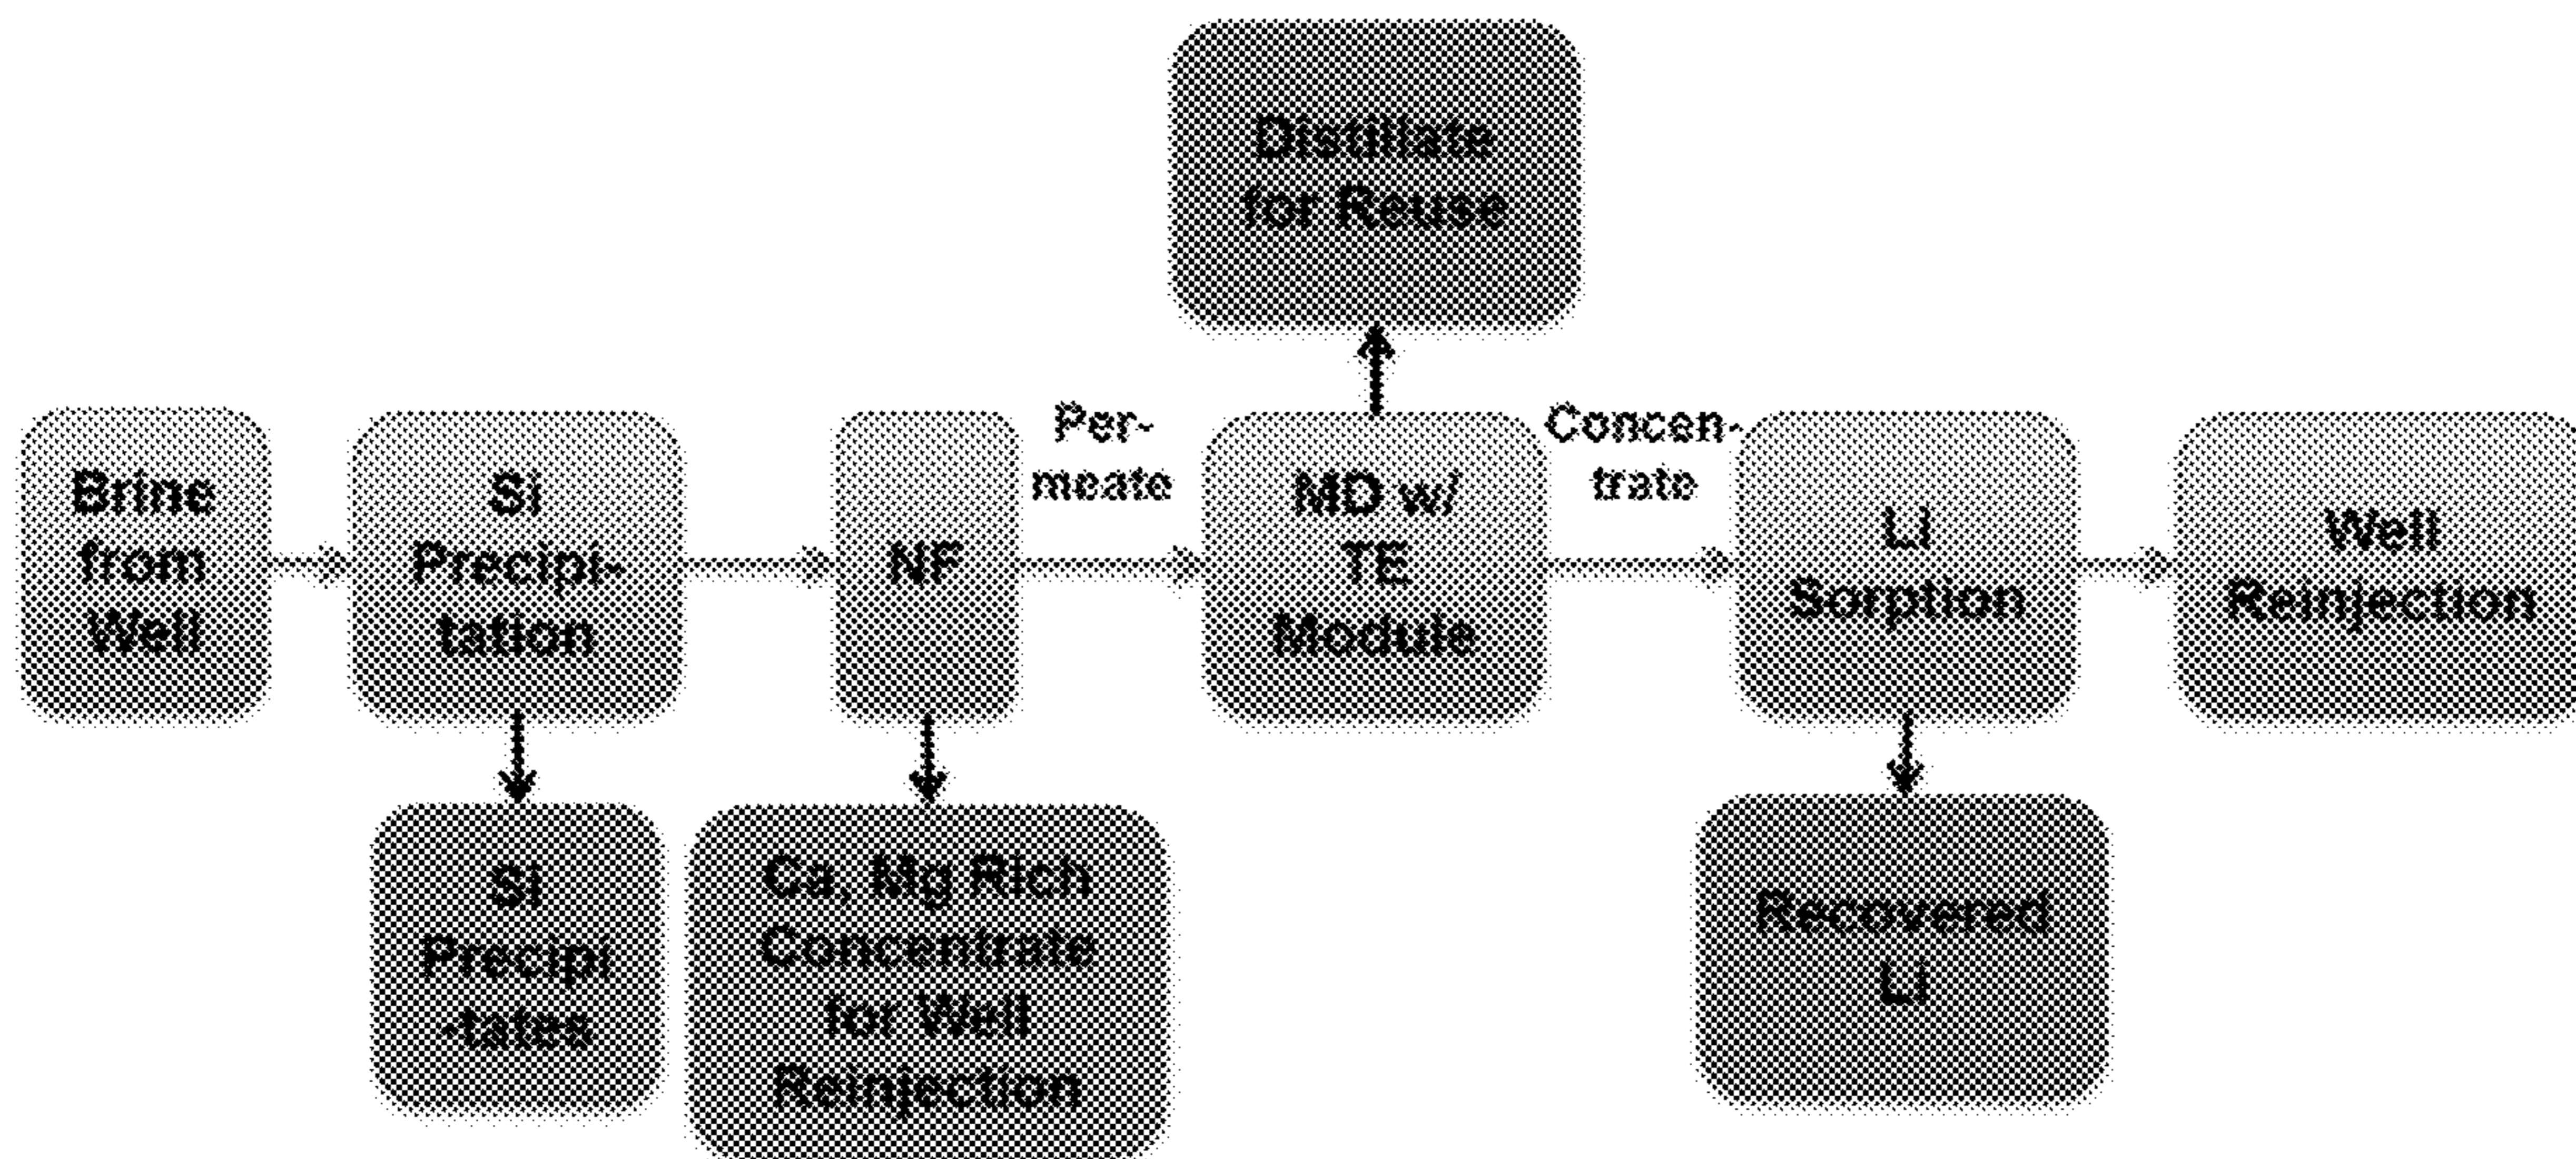 Distillate
for Reuse
Brine
from
Well
Si
Precipi-
tation
NF
Per-
meate
MD w/
TE
Module
Concen-
trate
Li
Sorption
Well
Reinjection
Si
Precipi
-tates
Ca, Mg Rich
Concentrate
for Well
Reinjection
Recovered
Li